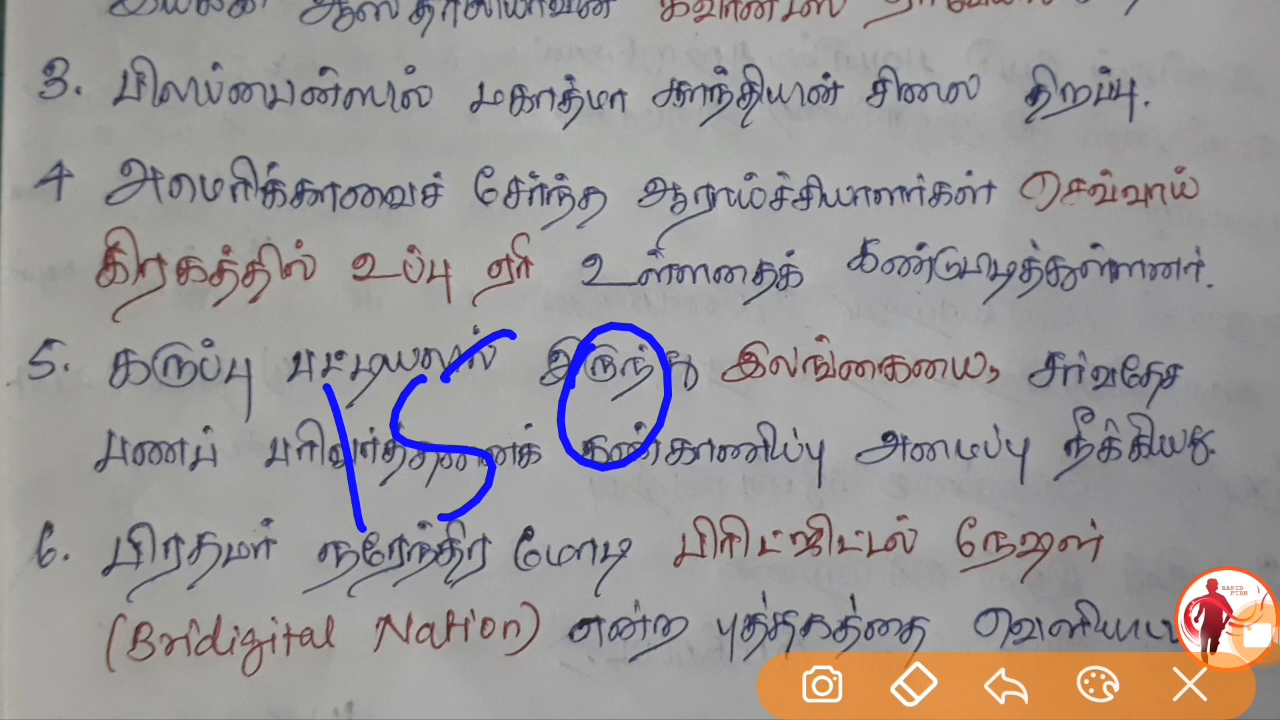 3. பிலிப்பைன்ஸில் மகாத்மா காந்தியின் சிலை திறப்பு.
4 அமெரிக்காவைச் சேர்ந்த ஆராய்ச்சியாளர்கள் செவ்வாய்
கிரகத்தில் உப்பு ஏரி உள்ளதைக் கண்டுபிடித்துள்ளனர்.
5. கருப்பு பட்டியலில் இருந்து இலங்கையை, சர்வதேச
150
பணப் பரிவர்த்தனைக் கண்காணிப்பு அமைப்பு நீக்கியது.
6. பிரதமர் நரேந்திர மோடி பிரிட்ஜிட்டல் நேஷன்
(Bridigital Nation) என்ற புத்தகத்தை
RAPID